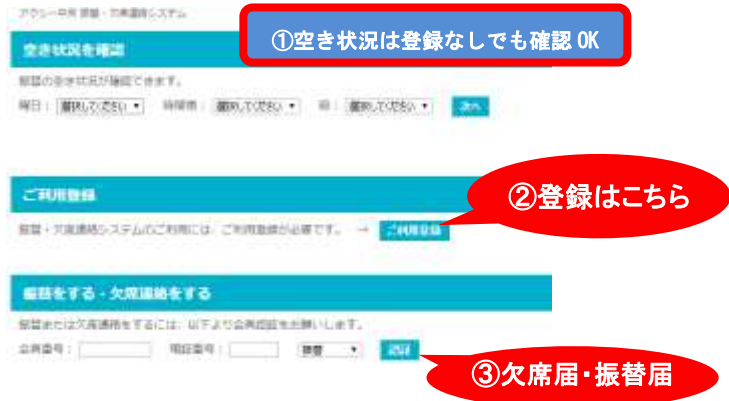 アクシー中央 振替・欠席連絡システム
①空き状況は登録なしでも確認 OK
空き状況を確認
振替の空き状況が確認できます。
曜日： 選択してください 時間帯： 選択してください 級： 選択してください 次へ
②登録はこちら
ご利用登録
振替・欠席連絡システムのご利用には、ご利用登録が必要です。 → ご利用登録
振替をする・欠席連絡をする
振替または欠席連絡をするには、以下より会員認証をお願いします。
会員番号： 暗証番号： 振替 認証
③欠席届・振替届